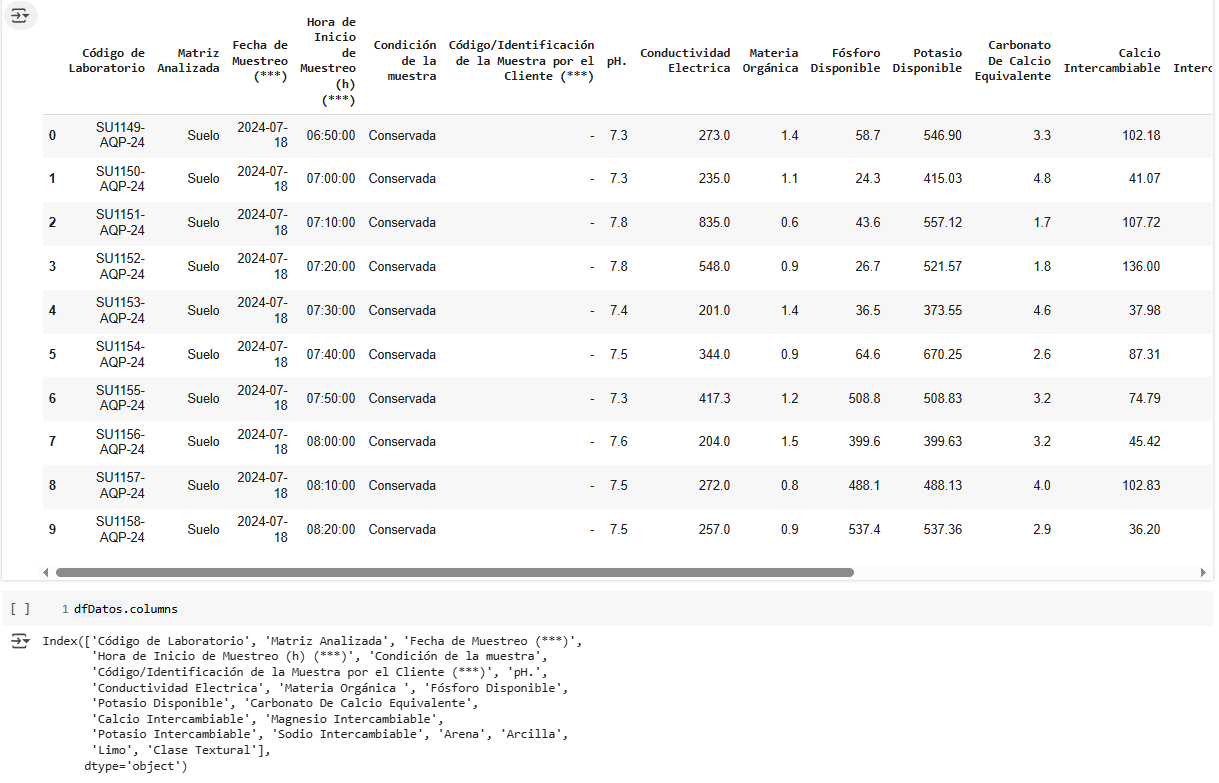 Código de Laboratorio Matriz Analizada Fecha de Muestreo (***) Hora de Inicio de Muestreo (h) (***) Condición de la muestra Código/Identificación de la Muestra por el Cliente (***) pH. Conductividad Electrica Materia Orgánica Fósforo Disponible Potasio Disponible Carbonato De Calcio Equivalente Calcio Intercambiable Interc
0 SU1149-AQP-24 Suelo 2024-07-18 06:50:00 Conservada - 7.3 273.0 1.4 58.7 546.90 3.3 102.18
1 SU1150-AQP-24 Suelo 2024-07-18 07:00:00 Conservada - 7.3 235.0 1.1 24.3 415.03 4.8 41.07
2 SU1151-AQP-24 Suelo 2024-07-18 07:10:00 Conservada - 7.8 835.0 0.6 43.6 557.12 1.7 107.72
3 SU1152-AQP-24 Suelo 2024-07-18 07:20:00 Conservada - 7.8 548.0 0.9 26.7 521.57 1.8 136.00
4 SU1153-AQP-24 Suelo 2024-07-18 07:30:00 Conservada - 7.4 201.0 1.4 36.5 373.55 4.6 37.98
5 SU1154-AQP-24 Suelo 2024-07-18 07:40:00 Conservada - 7.5 344.0 0.9 64.6 670.25 2.6 87.31
6 SU1155-AQP-24 Suelo 2024-07-18 07:50:00 Conservada - 7.3 417.3 1.2 508.8 508.83 3.2 74.79
7 SU1156-AQP-24 Suelo 2024-07-18 08:00:00 Conservada - 7.6 204.0 1.5 399.6 399.63 3.2 45.42
8 SU1157-AQP-24 Suelo 2024-07-18 08:10:00 Conservada - 7.5 272.0 0.8 488.1 488.13 4.0 102.83
9 SU1158-AQP-24 Suelo 2024-07-18 08:20:00 Conservada - 7.5 257.0 0.9 537.4 537.36 2.9 36.20
[ ] 1 dfDatos.columns
Index(['Código de Laboratorio', 'Matriz Analizada', 'Fecha de Muestreo (***)',
'Hora de Inicio de Muestreo (h) (***)', 'Condición de la muestra',
'Código/Identificación de la Muestra por el Cliente (***)', 'pH.',
'Conductividad Electrica', 'Materia Orgánica ', 'Fósforo Disponible',
'Potasio Disponible', 'Carbonato De Calcio Equivalente',
'Calcio Intercambiable', 'Magnesio Intercambiable',
'Potasio Intercambiable', 'Sodio Intercambiable', 'Arena', 'Arcilla',
'Limo', 'Clase Textural'],
dtype='object')